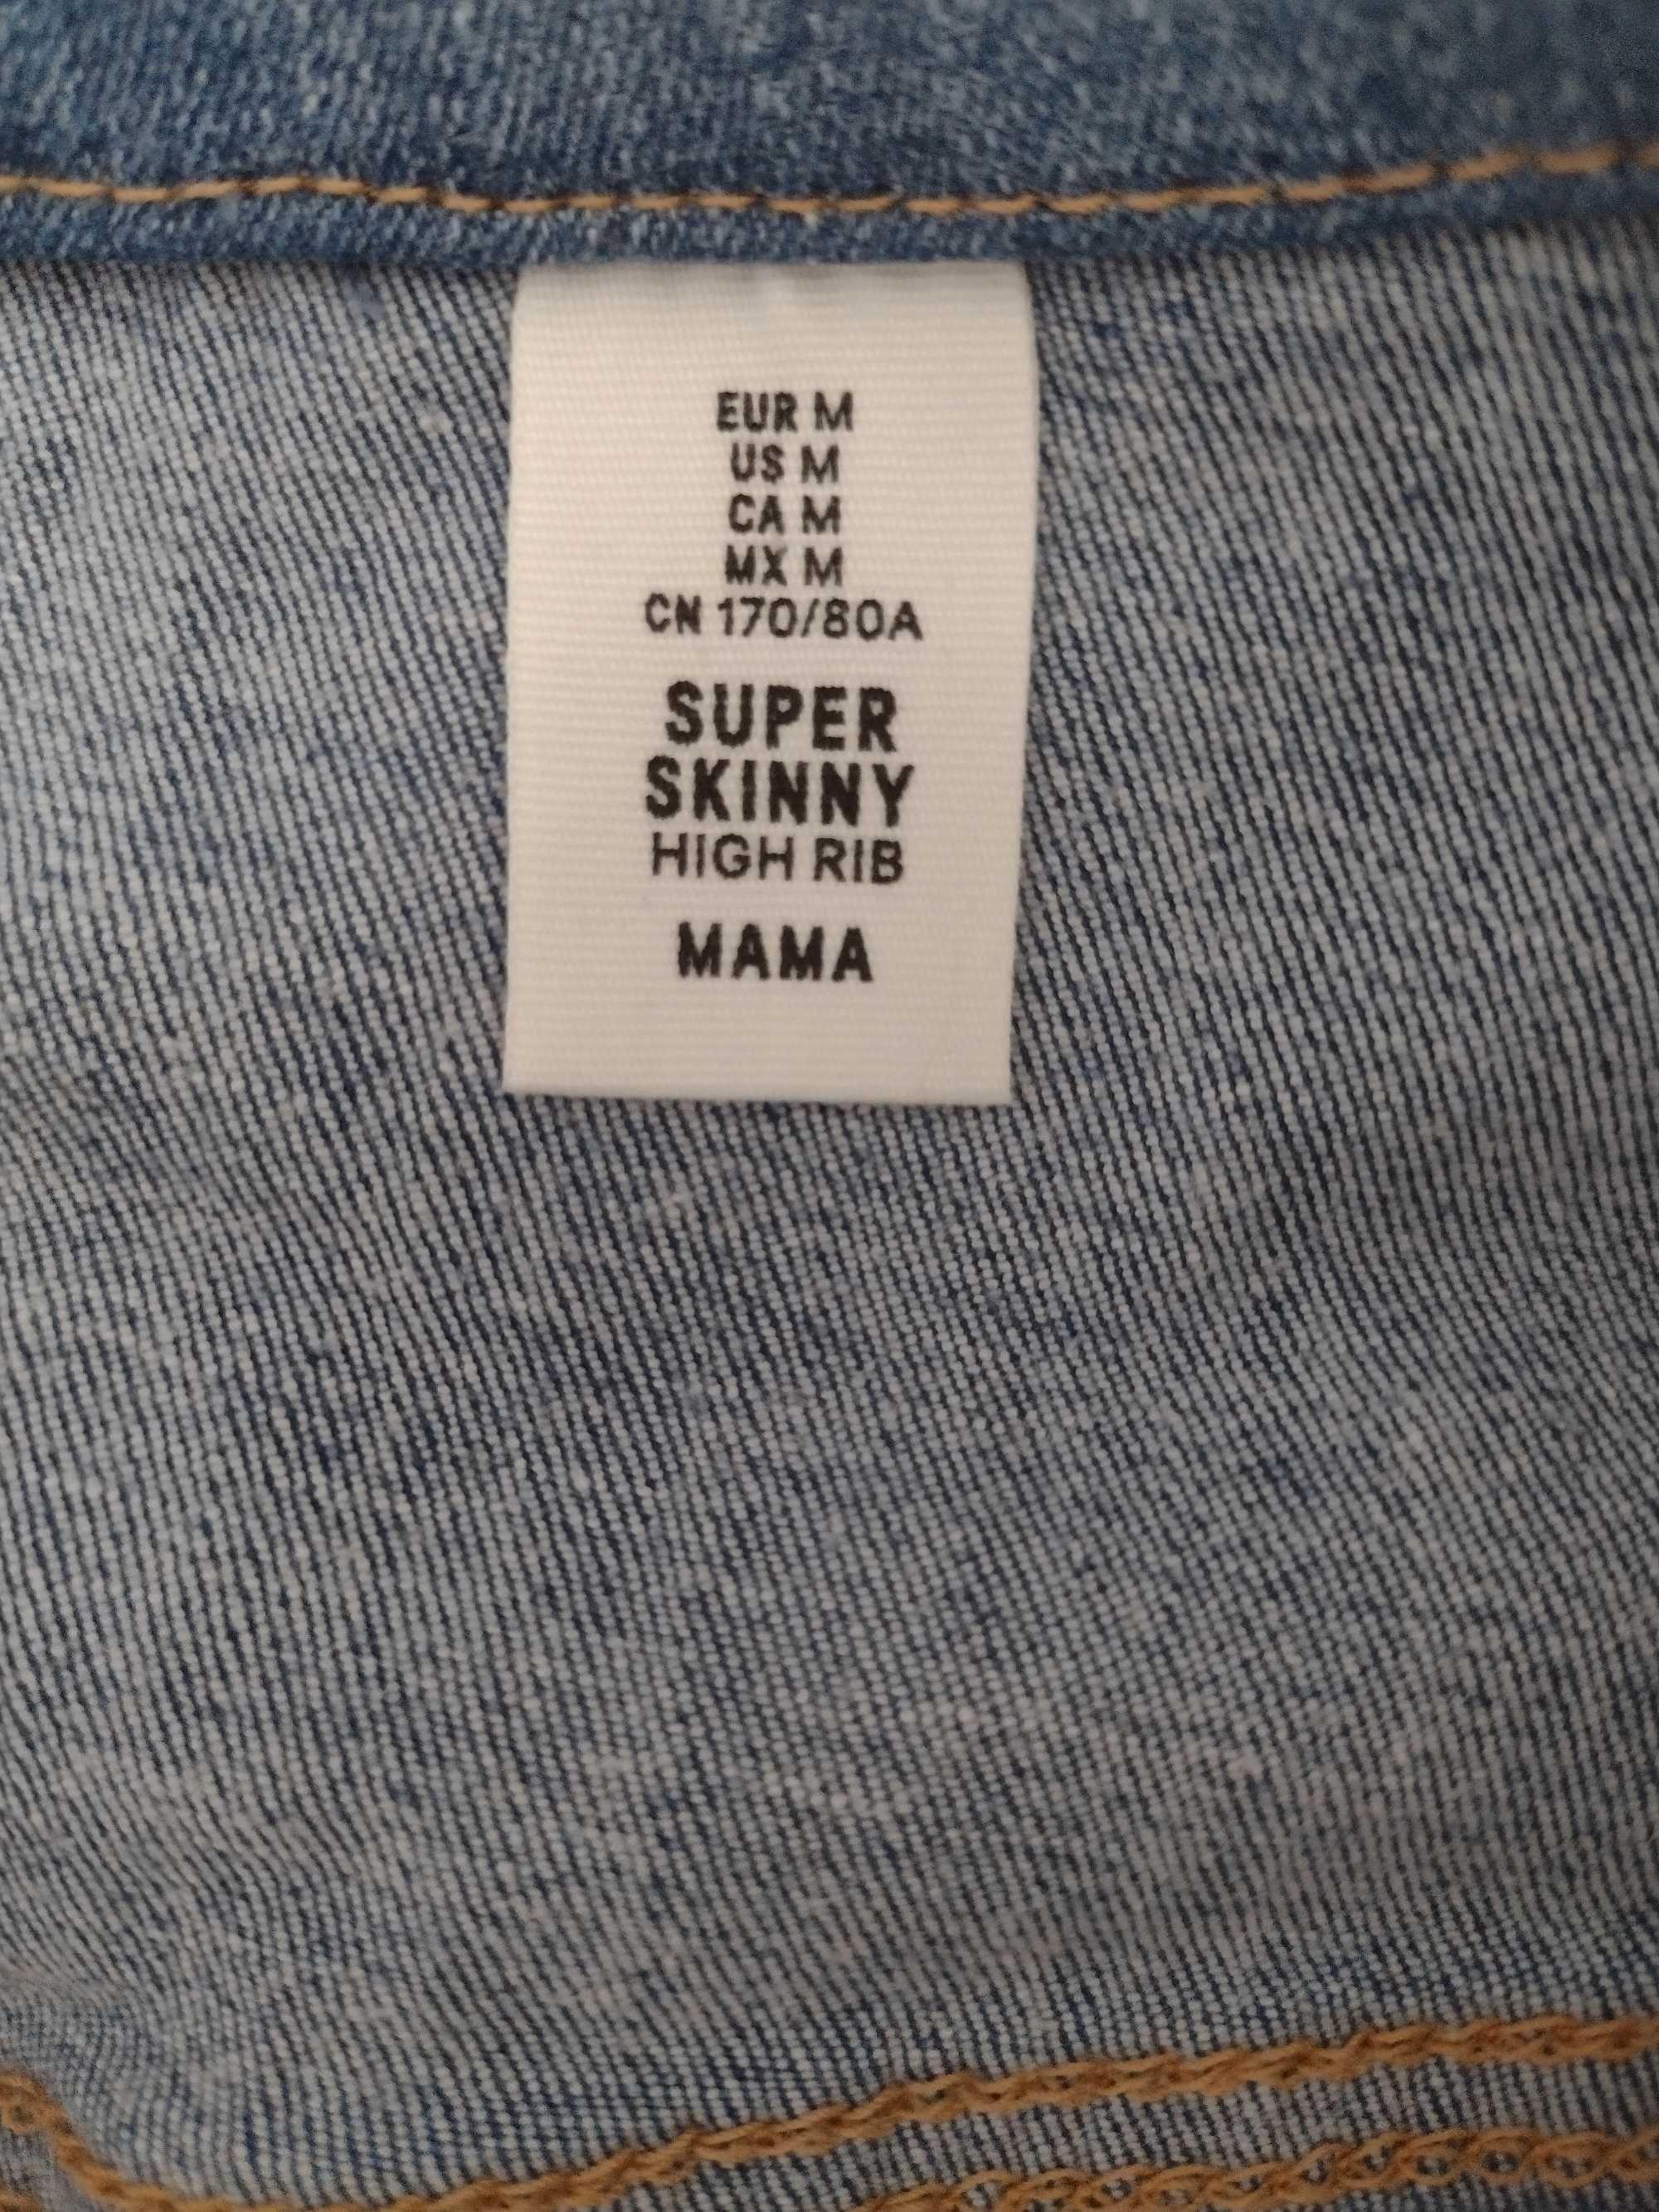 EUR M
US M
CA M
MX M
CN 170/80A
SUPER
SKINNY
HIGH RIB
MAMA